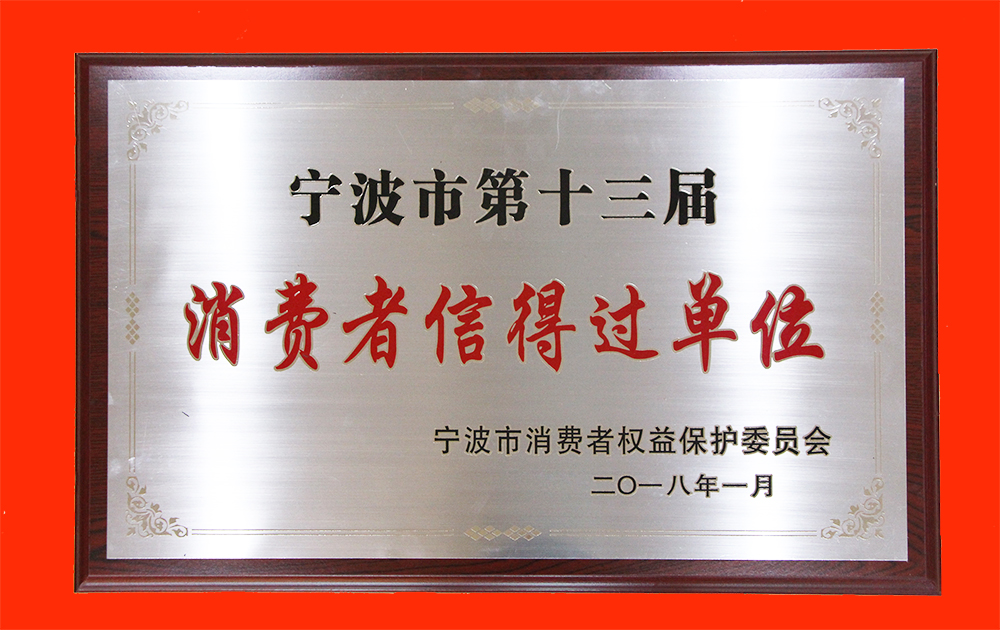 宁波市第十三届
消费者信得过单位
宁波市消费者权益保护委员会
二〇一八年一月